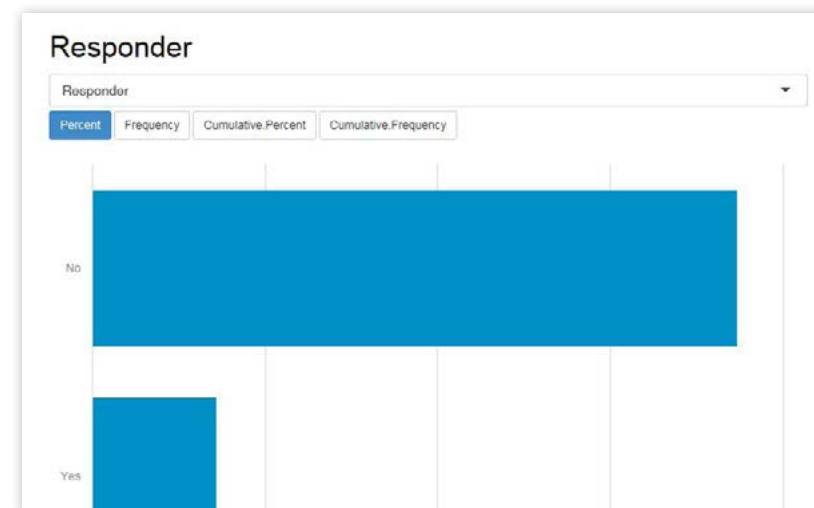 Responder
Responder
Percent Frequency Cumulative.Percent Cumulative.Frequency
No
Yes